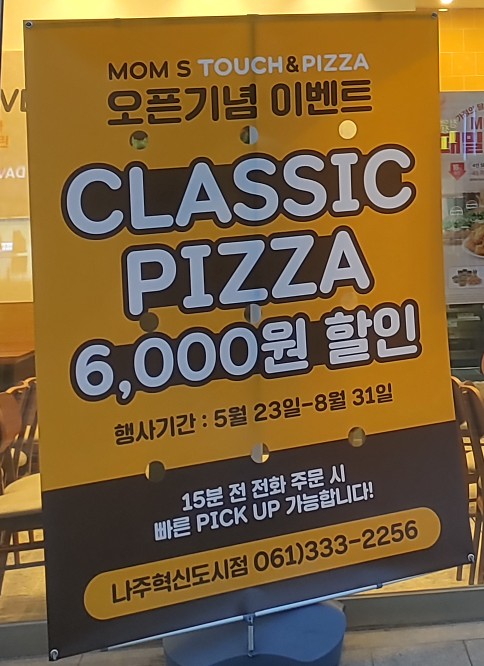 MOM S TOUCH&PIZZA
오픈기념 이벤트
CLASSIC
PIZZA
6,000원 할인
행사기간 : 5월 23일-8월 31일
15분 전 전화 주문 시
빠른 PICK UP 가능합니다!
나주혁신도시점 061)333-2256